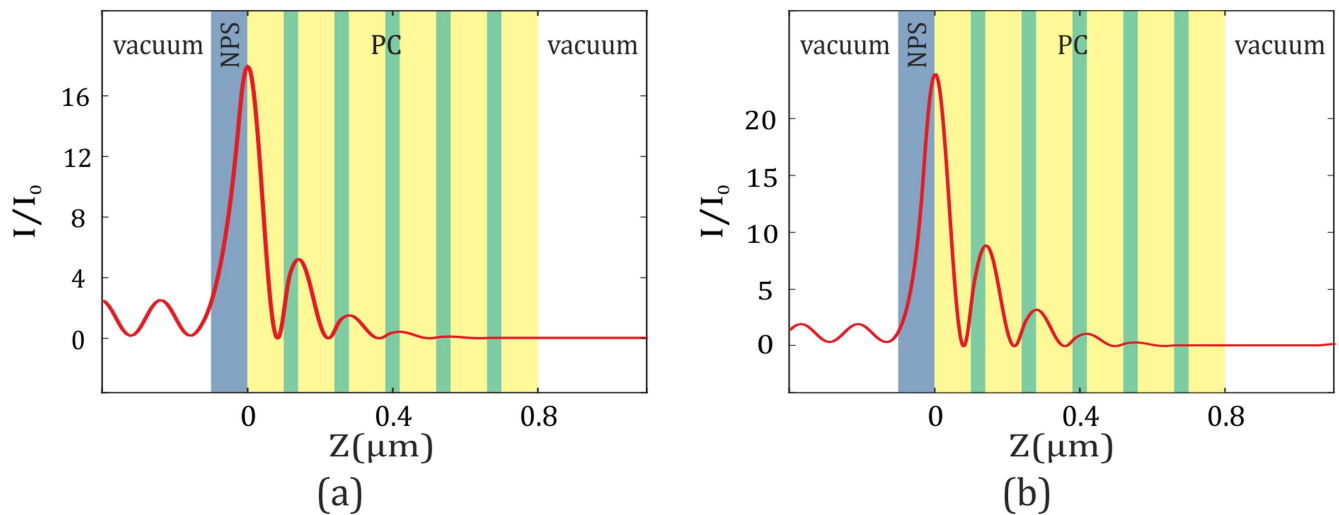 vacuum NPS PC vacuum
16
12
8
4
0
I/I₀
0 0.4 0.8
Z(μm)
(a)
vacuum NPS PC vacuum
20
15
10
5
0
I/I₀
0 0.4 0.8
Z(μm)
(b)